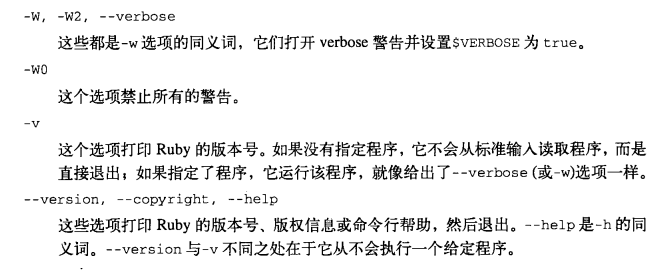 -W, -W2, --verbose
这些都是-w选项的同义词，它们打开 verbose 警告并设置$VERBOSE 为 true。
-W0
这个选项禁止所有的警告。
-v
这个选项打印 Ruby 的版本号。如果没有指定程序，它不会从标准输入读取程序，而是
直接退出；如果指定了程序，它运行该程序，就像给出了--verbose (或-w)选项一样。
--version, --copyright, --help
这些选项打印 Ruby 的版本号、版权信息或命令行帮助，然后退出。--help 是-h 的同
义词。--version 与-v 不同之处在于它从不会执行一个给定程序。